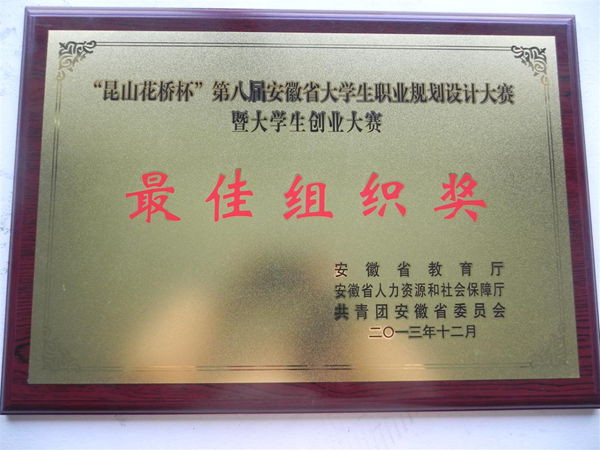 “昆山花桥杯”第八届安徽省大学生职业规划设计大赛
暨大学生创业大赛
最佳组织奖
安徽省教育厅
安徽省人力资源和社会保障厅
共青团安徽省委员会
二〇一三年十二月